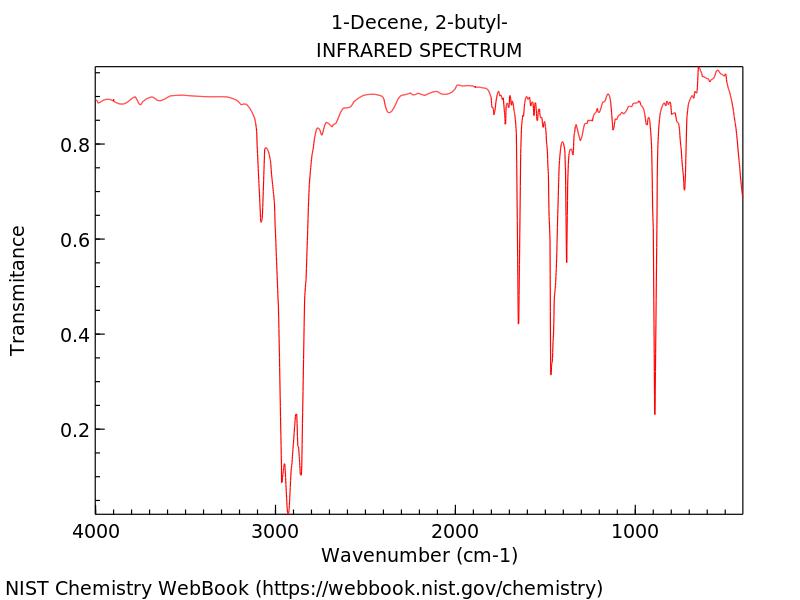 1-Decene, 2-butyl-
INFRARED SPECTRUM
0.8
0.6
0.4
0.2
Transmitance
4000
3000
2000
1000
Wavenumber (cm-1)
NIST Chemistry WebBook (https://webbook.nist.gov/chemistry)